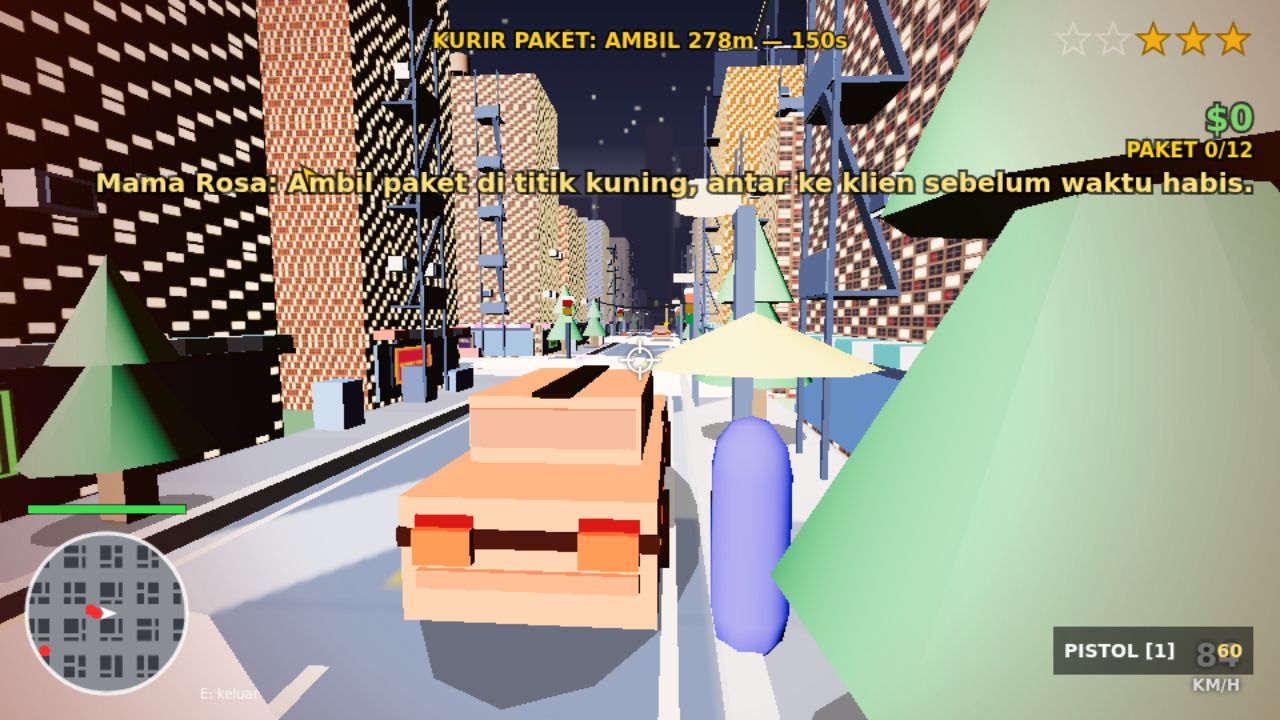 KURIR PAKET: AMBIL 278m — 150s
$0
PAKET 0/12
Mama Rosa: Ambil paket di titik kuning, antar ke klien sebelum waktu habis.
E: keluar
PISTOL [1] 60
84
KM/H